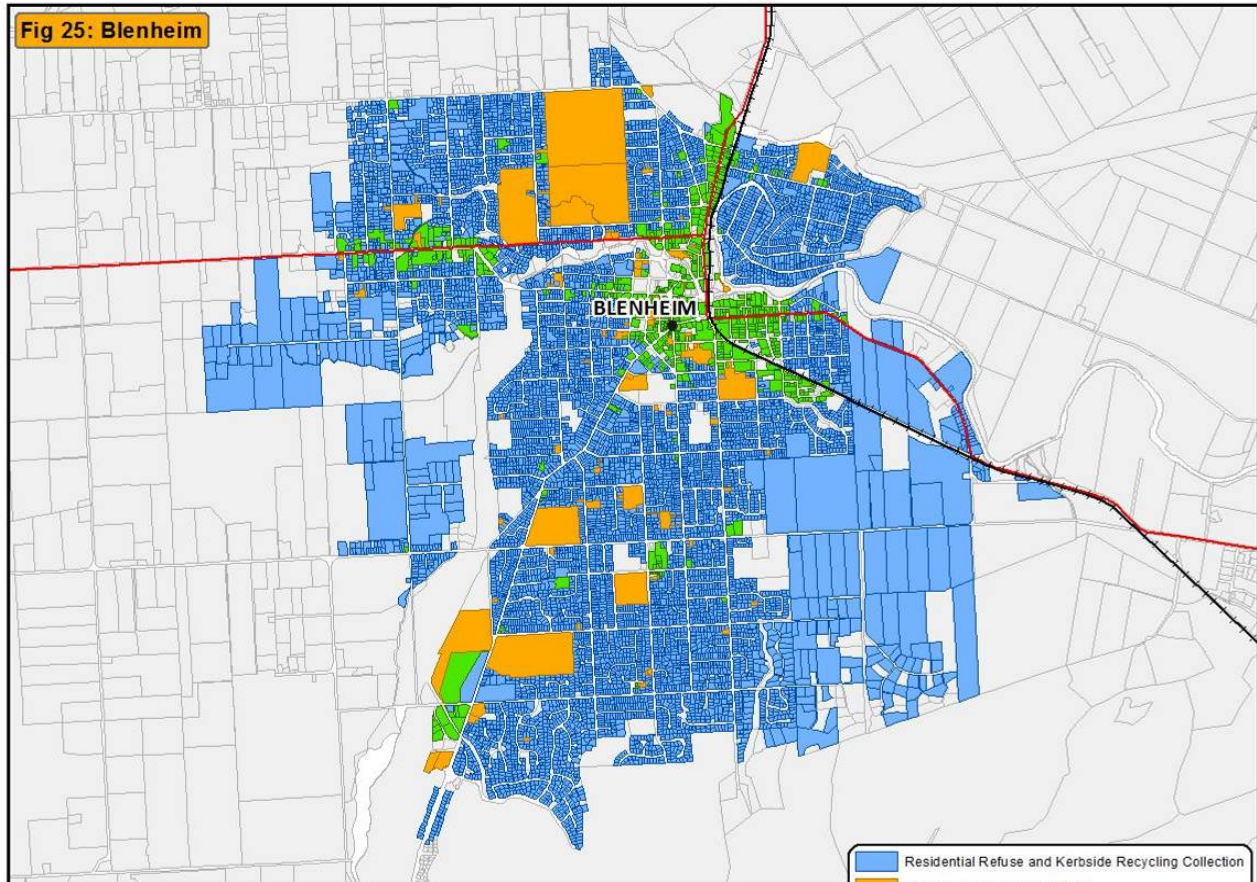 Fig 25: Blenheim
BLENHEIM
Residential Refuse and Kerbside Recycling Collection